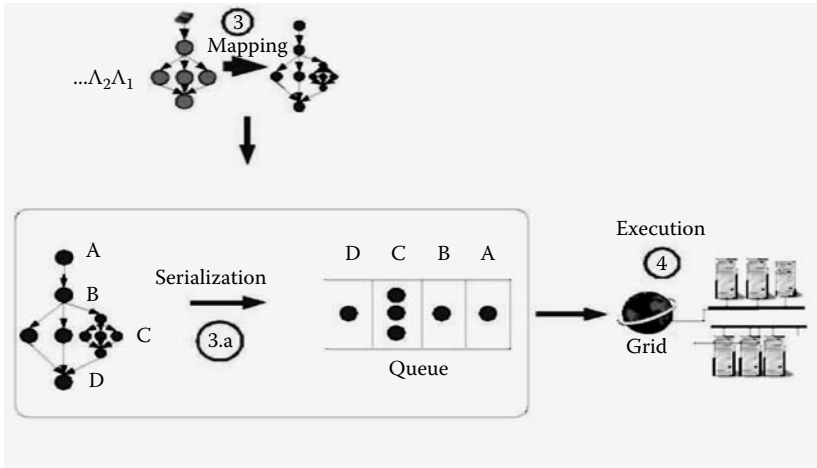 3
Mapping
...Λ₂Λ₁
A
B
C
D
Serialization
3.a
D C B A
Queue
Execution
4
Grid